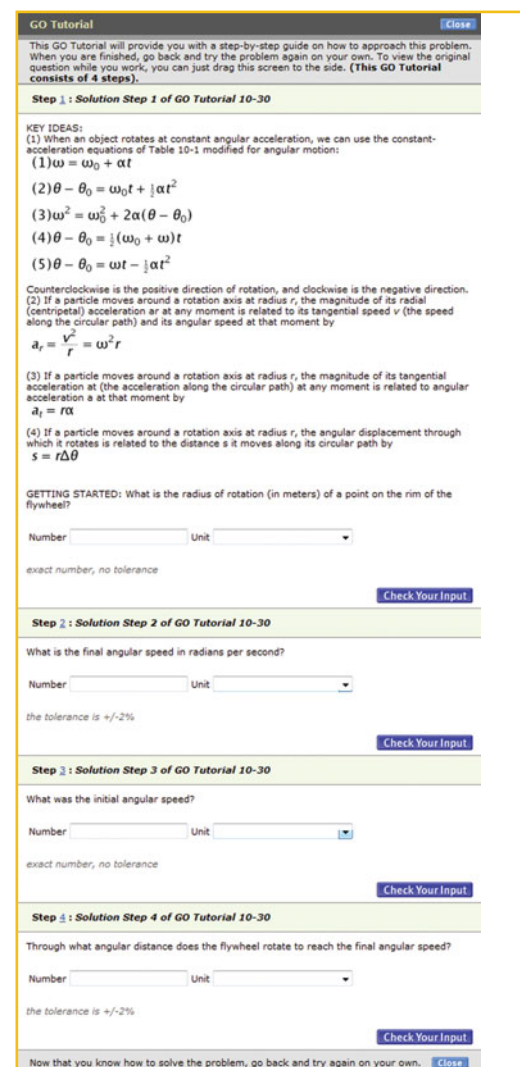 GO Tutorial
Close
This GO Tutorial will provide you with a step-by-step guide on how to approach this problem.
When you are finished, go back and try the problem again on your own. To view the original
question while you work, you can just drag this screen to the side. (This GO Tutorial
consists of 4 steps).
Step 1 : Solution Step 1 of GO Tutorial 10-30
KEY IDEAS:
(1) When an object rotates at constant angular acceleration, we can use the constant-
acceleration equations of Table 10-1 modified for angular motion:
(1)ω = ω₀ + αt
(2)θ − θ₀ = ω₀t + ½αt²
(3)ω² = ω₀² + 2α(θ − θ₀)
(4)θ − θ₀ = ½(ω₀ + ω)t
(5)θ − θ₀ = ωt − ½αt²
Counterclockwise is the positive direction of rotation, and clockwise is the negative direction.
(2) If a particle moves around a rotation axis at radius r, the magnitude of its radial
(centripetal) acceleration ar at any moment is related to its tangential speed v (the speed
along the circular path) and its angular speed at that moment by
aᵣ = v²/r = ω²r
(3) If a particle moves around a rotation axis at radius r, the magnitude of its tangential
acceleration at (the acceleration along the circular path) at any moment is related to angular
acceleration a at that moment by
aₜ = rα
(4) If a particle moves around a rotation axis at radius r, the angular displacement through
which it rotates is related to the distance s it moves along its circular path by
s = rΔθ
GETTING STARTED: What is the radius of rotation (in meters) of a point on the rim of the
flywheel?
Number Unit
exact number, no tolerance
Check Your Input
Step 2 : Solution Step 2 of GO Tutorial 10-30
What is the final angular speed in radians per second?
Number Unit
the tolerance is +/-2%
Check Your Input
Step 3 : Solution Step 3 of GO Tutorial 10-30
What was the initial angular speed?
Number Unit
exact number, no tolerance
Check Your Input
Step 4 : Solution Step 4 of GO Tutorial 10-30
Through what angular distance does the flywheel rotate to reach the final angular speed?
Number Unit
the tolerance is +/-2%
Check Your Input
Now that you know how to solve the problem, go back and try again on your own. Close